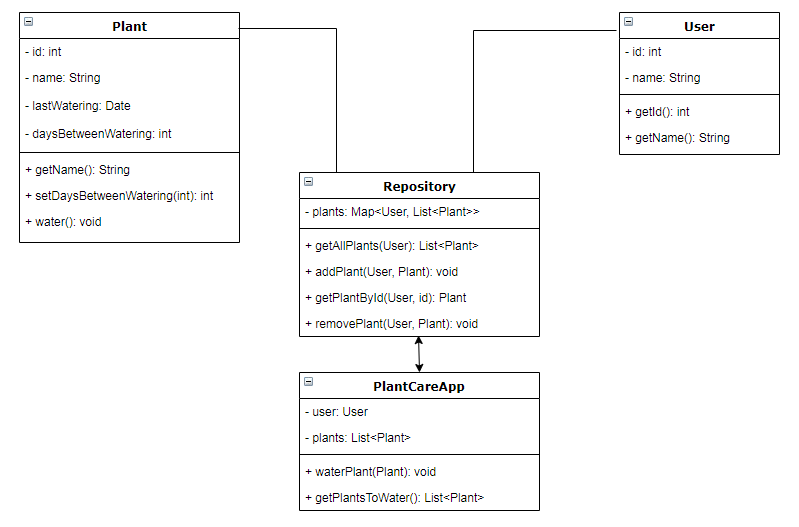 Plant
- id: int
- name: String
- lastWatering: Date
- daysBetweenWatering: int
+ getName(): String
+ setDaysBetweenWatering(int): int
+ water(): void
User
- id: int
- name: String
+ getId(): int
+ getName(): String
Repository
- plants: Map<User, List<Plant>>
+ getAllPlants(User): List<Plant>
+ addPlant(User, Plant): void
+ getPlantById(User, id): Plant
+ removePlant(User, Plant): void
PlantCareApp
- user: User
- plants: List<Plant>
+ waterPlant(Plant): void
+ getPlantsToWater(): List<Plant>